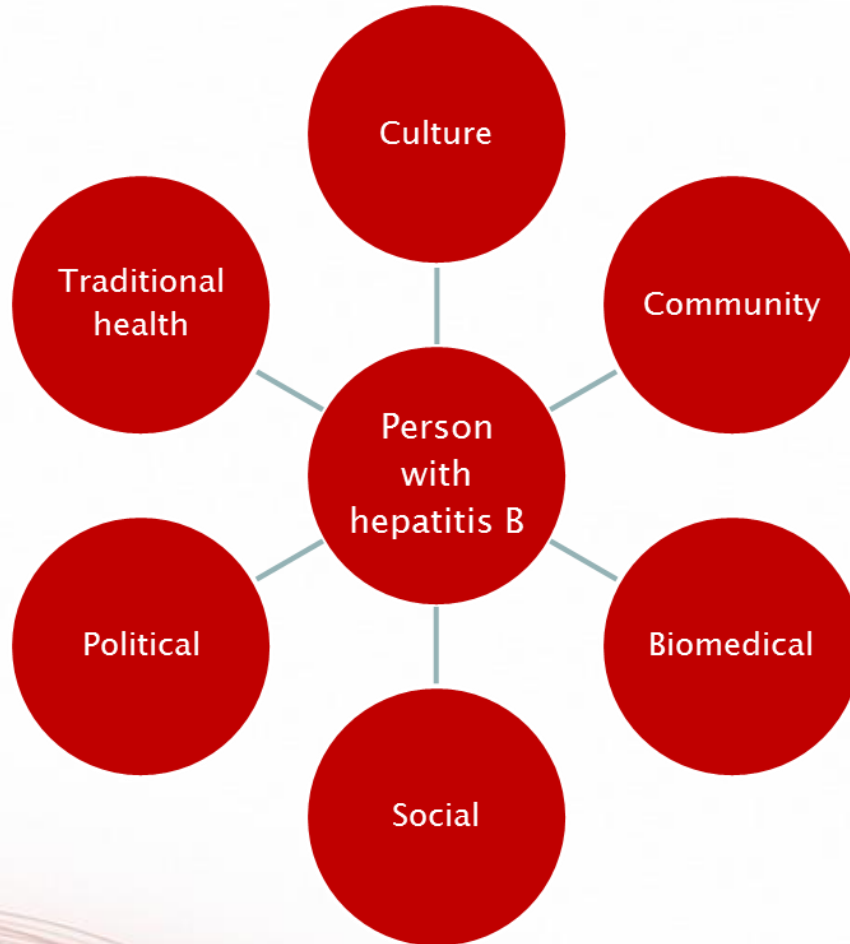 Culture
Traditional
health
Community
Person
with
hepatitis B
Political
Biomedical
Social